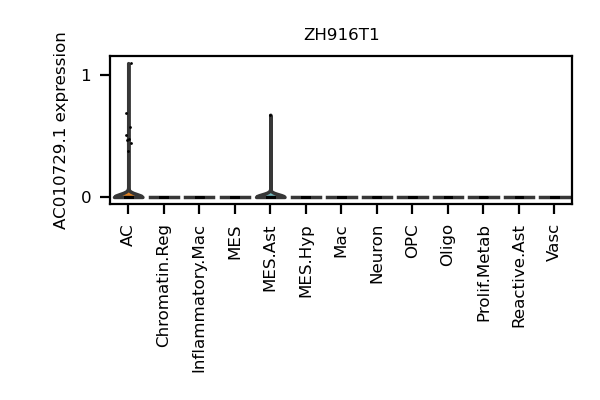 ZH916T1
AC010729.1 expression
1
0
AC
Chromatin.Reg
Inflammatory.Mac
MES
MES.Ast
MES.Hyp
Mac
Neuron
OPC
Oligo
Prolif.Metab
Reactive.Ast
Vasc